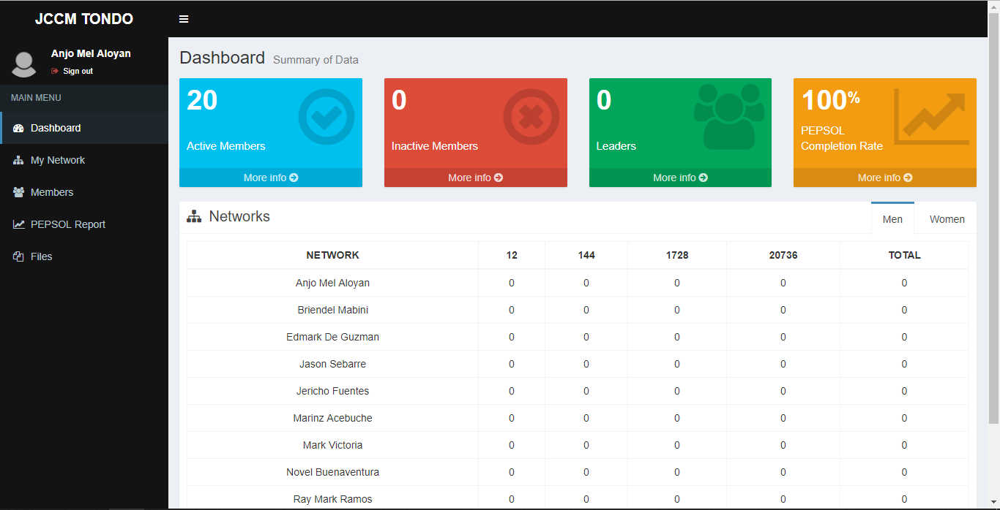 JCCM TONDO
Anjo Mel Aloyan
Sign out
MAIN MENU
Dashboard
My Network
Members
PEPSOL Report
Files
Dashboard Summary of Data
20
Active Members
More info
0
Inactive Members
More info
0
Leaders
More info
100%
PEPSOL
Completion Rate
More info
Networks
Men Women
NETWORK 12 144 1728 20736 TOTAL
Anjo Mel Aloyan 0 0 0 0 0
Briendel Mabini 0 0 0 0 0
Edmark De Guzman 0 0 0 0 0
Jason Sebarre 0 0 0 0 0
Jericho Fuentes 0 0 0 0 0
Marinz Acebuche 0 0 0 0 0
Mark Victoria 0 0 0 0 0
Novel Buenaventura 0 0 0 0 0
Ray Mark Ramos 0 0 0 0 0